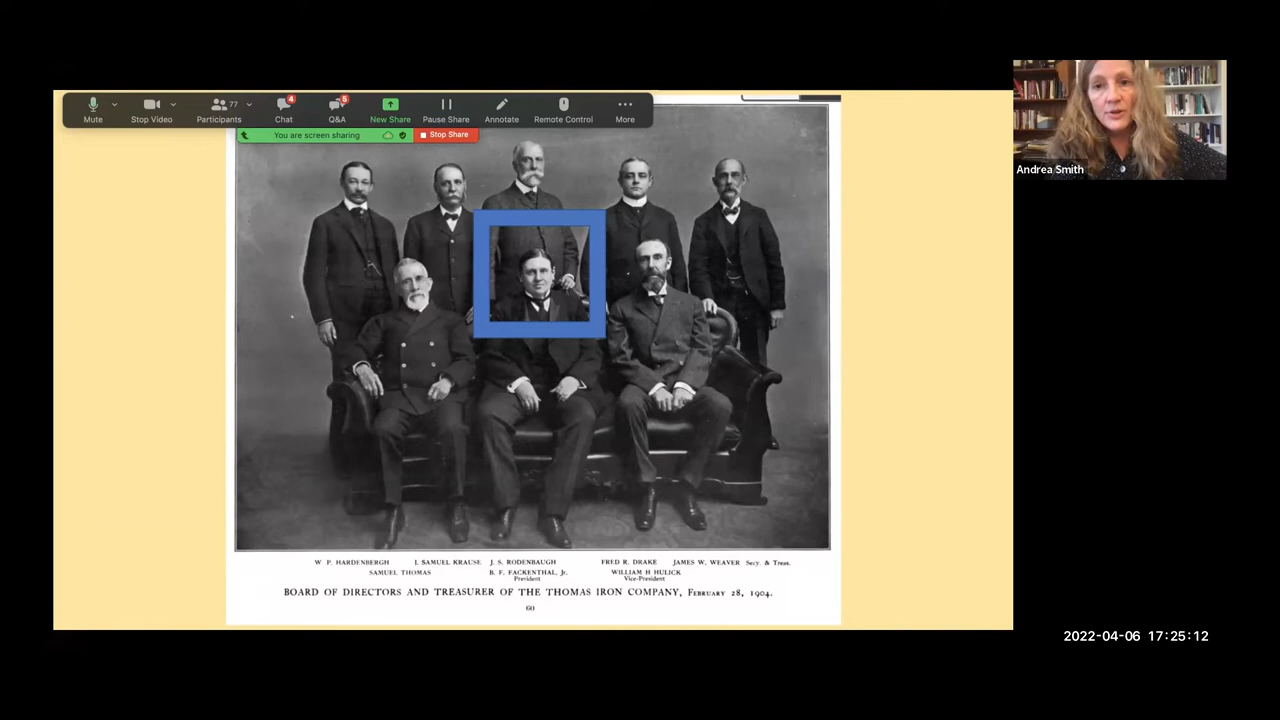 Mute Stop Video Participants 77 Chat 4 Q&A 5 New Share Pause Share Annotate Remote Control More
You are screen sharing Stop Share
Andrea Smith
W. P. HARDENBERGH J. SAMUEL KRAUSE J. S. RODENBAUGH FRED R. DRAKE JAMES W. WEAVER Secy. & Treas.
SAMUEL THOMAS B. F. FACKENTHAL, Jr. WILLIAM H HULICK
President Vice-President
BOARD OF DIRECTORS AND TREASURER OF THE THOMAS IRON COMPANY, FEBRUARY 28, 1904.
60
2022-04-06 17:25:12